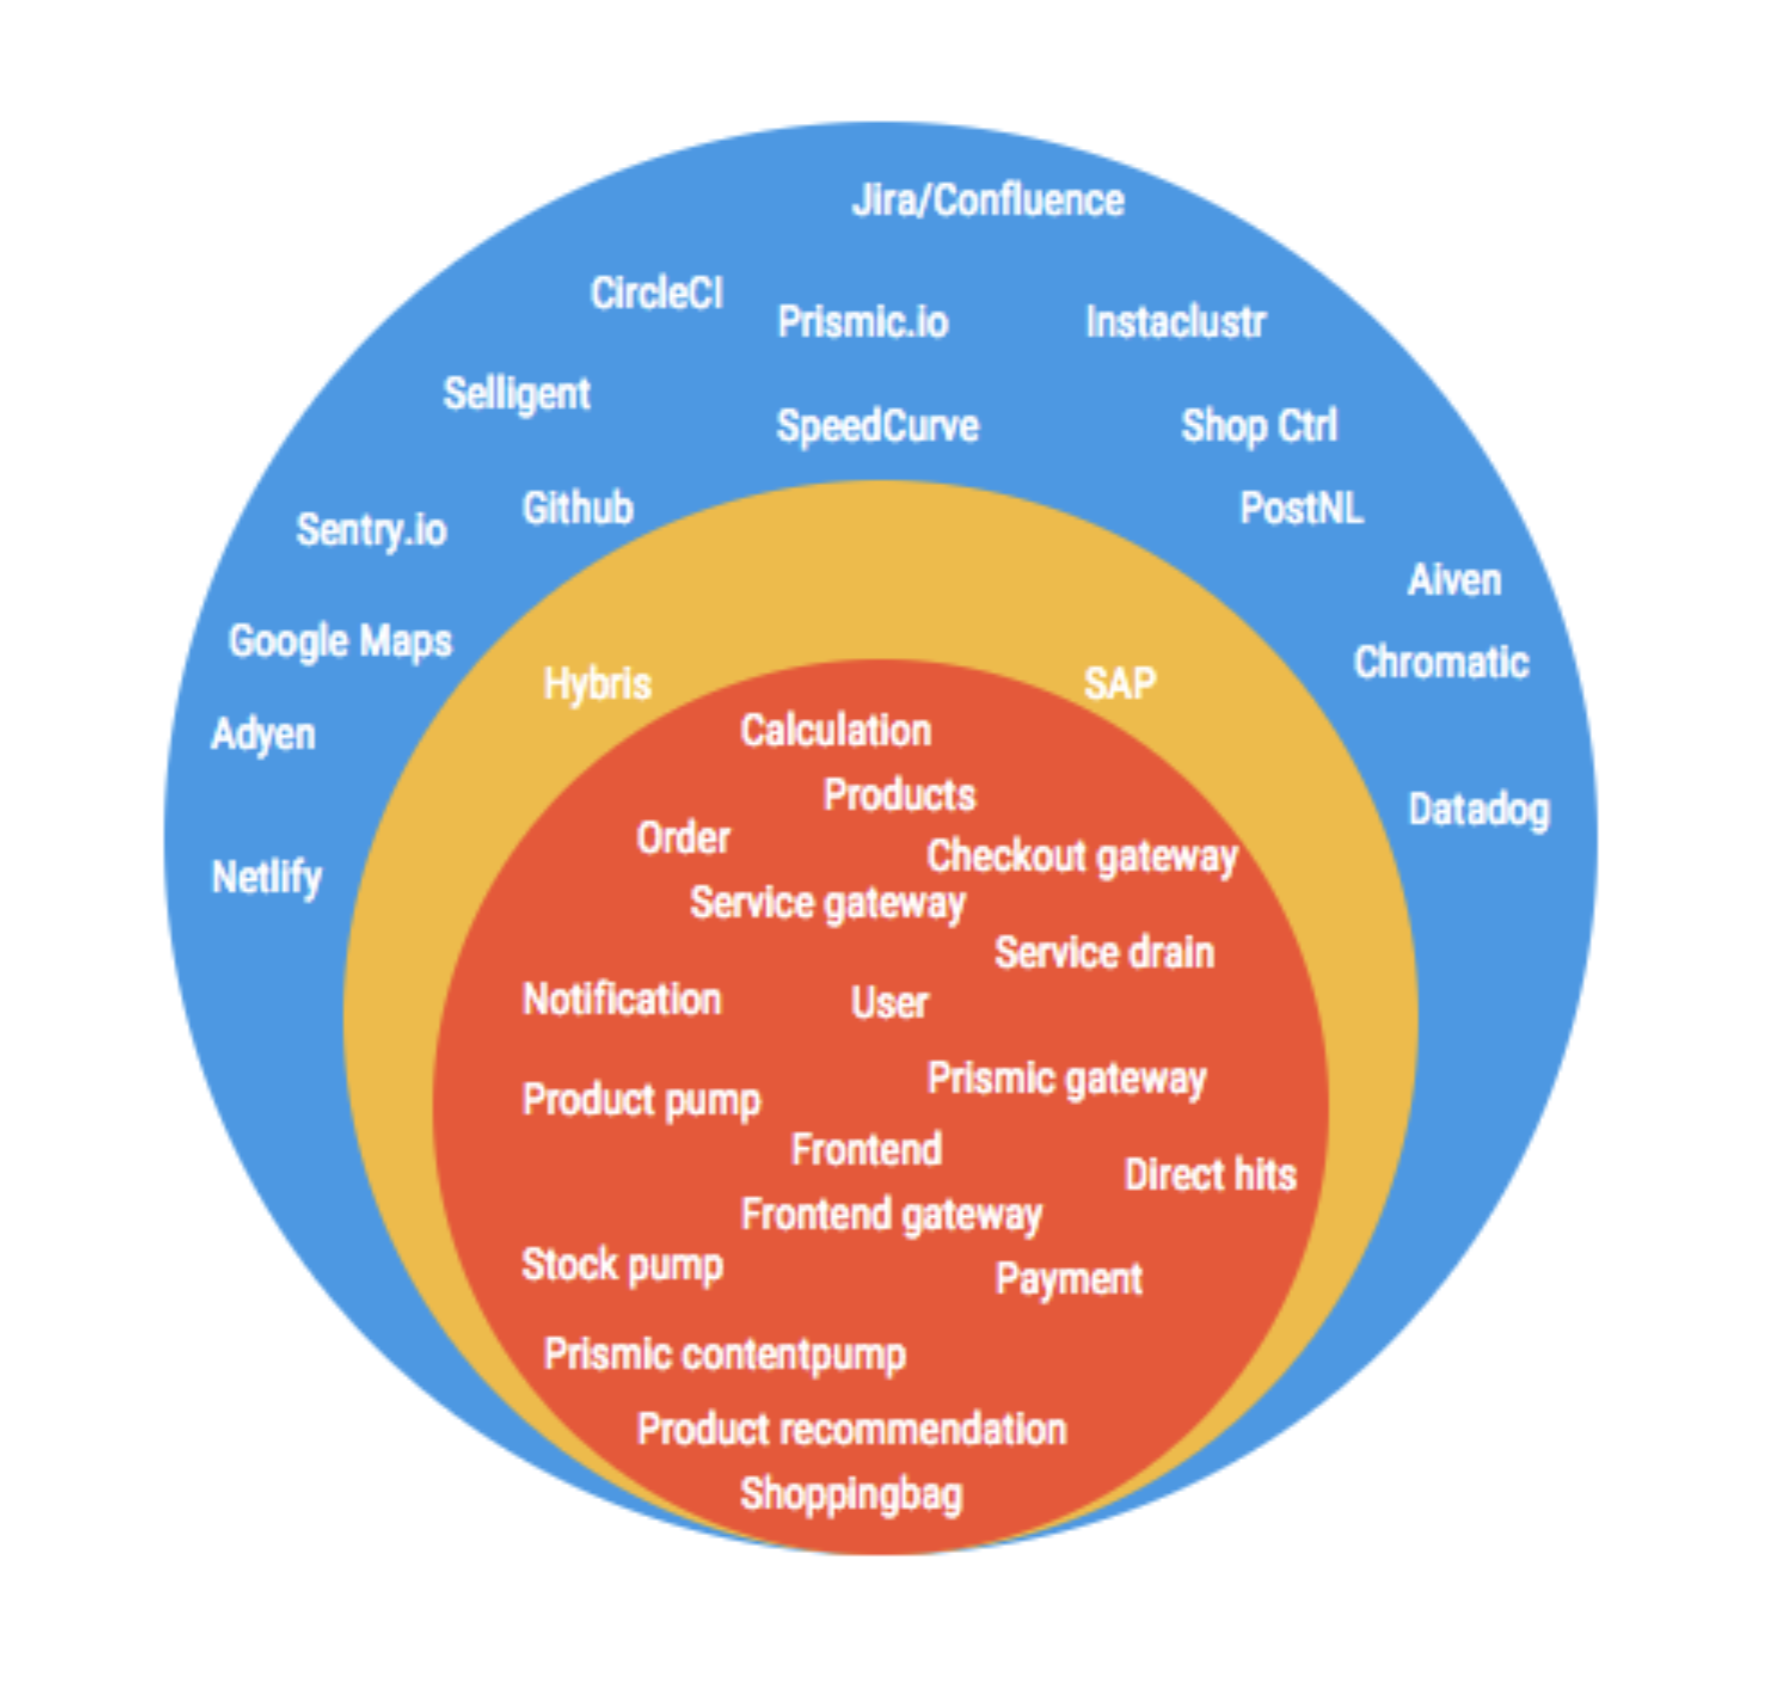 Jira/Confluence
CircleCI
Prismic.io
Instaclustr
Selligent
SpeedCurve
Shop Ctrl
Github
PostNL
Sentry.io
Aiven
Google Maps
Chromatic
Hybris
SAP
Adyen
Calculation
Products
Datadog
Order
Checkout gateway
Netlify
Service gateway
Service drain
Notification
User
Prismic gateway
Product pump
Frontend
Direct hits
Frontend gateway
Stock pump
Payment
Prismic contentpump
Product recommendation
Shoppingbag